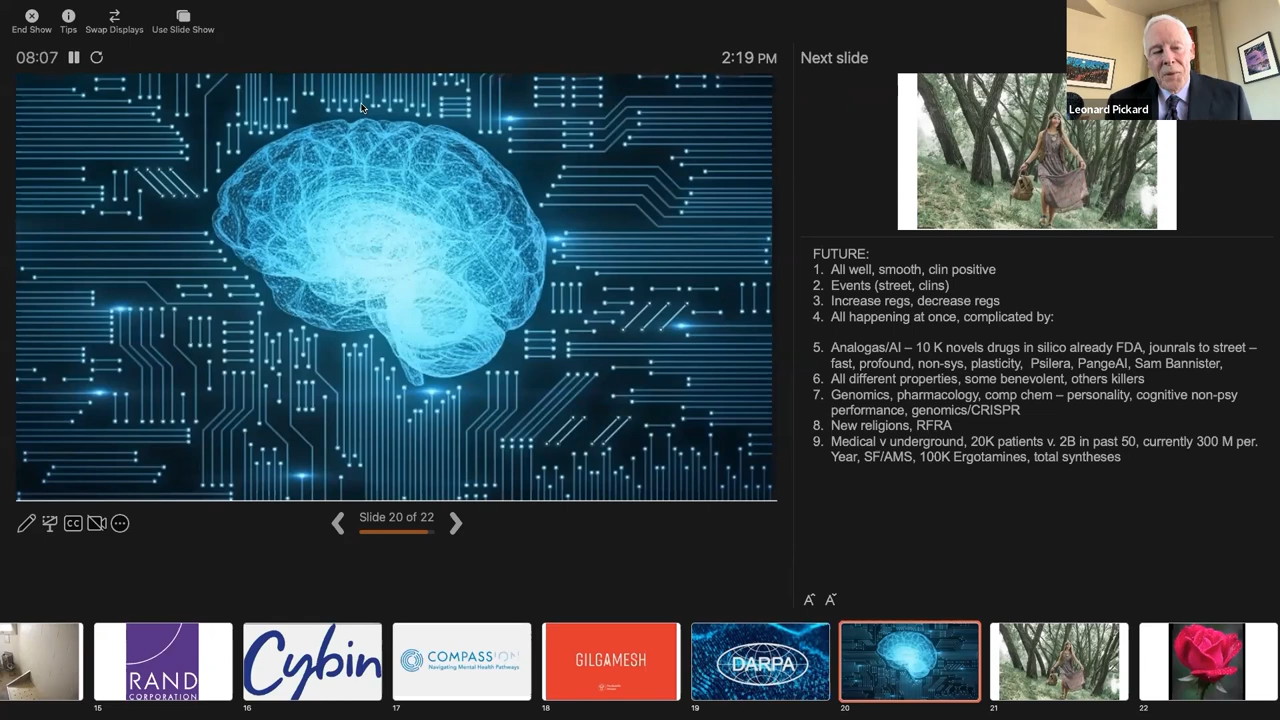 End Show Tips Swap Displays Use Slide Show
08:07
2:19 PM
Next slide
Leonard Pickard
FUTURE:
1. All well, smooth, clin positive
2. Events (street, clins)
3. Increase regs, decrease regs
4. All happening at once, complicated by:
5. Analogas/AI – 10 K novels drugs in silico already FDA, jounrals to street –
fast, profound, non-sys, plasticity, Psilera, PangeAI, Sam Bannister,
6. All different properties, some benevolent, others killers
7. Genomics, pharmacology, comp chem – personality, cognitive non-psy
performance, genomics/CRISPR
8. New religions, RFRA
9. Medical v underground, 20K patients v. 2B in past 50, currently 300 M per.
Year, SF/AMS, 100K Ergotamines, total syntheses
CC
Slide 20 of 22
A A
RAND
CORPORATION
Cybin
COMPASSION
Navigating Mental Health Pathways
GILGAMESH
DARPA
15
16
17
18
19
20
21
22